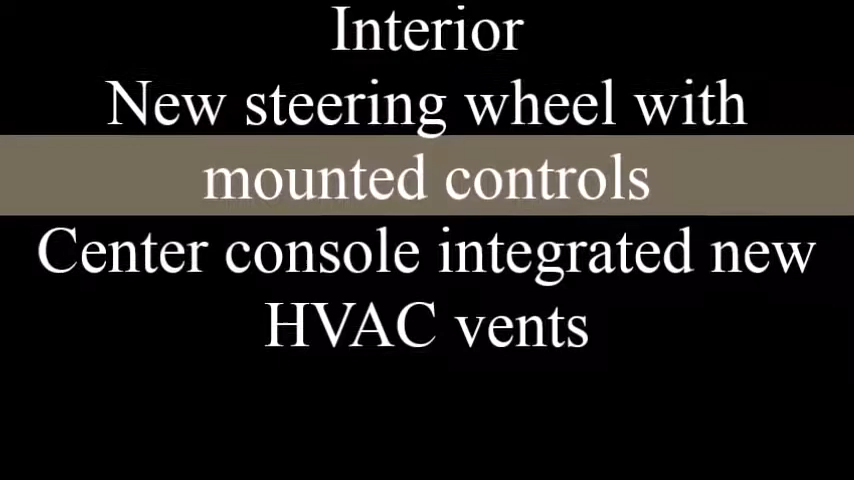 Interior
New steering wheel with
mounted controls
Center console integrated new
HVAC vents